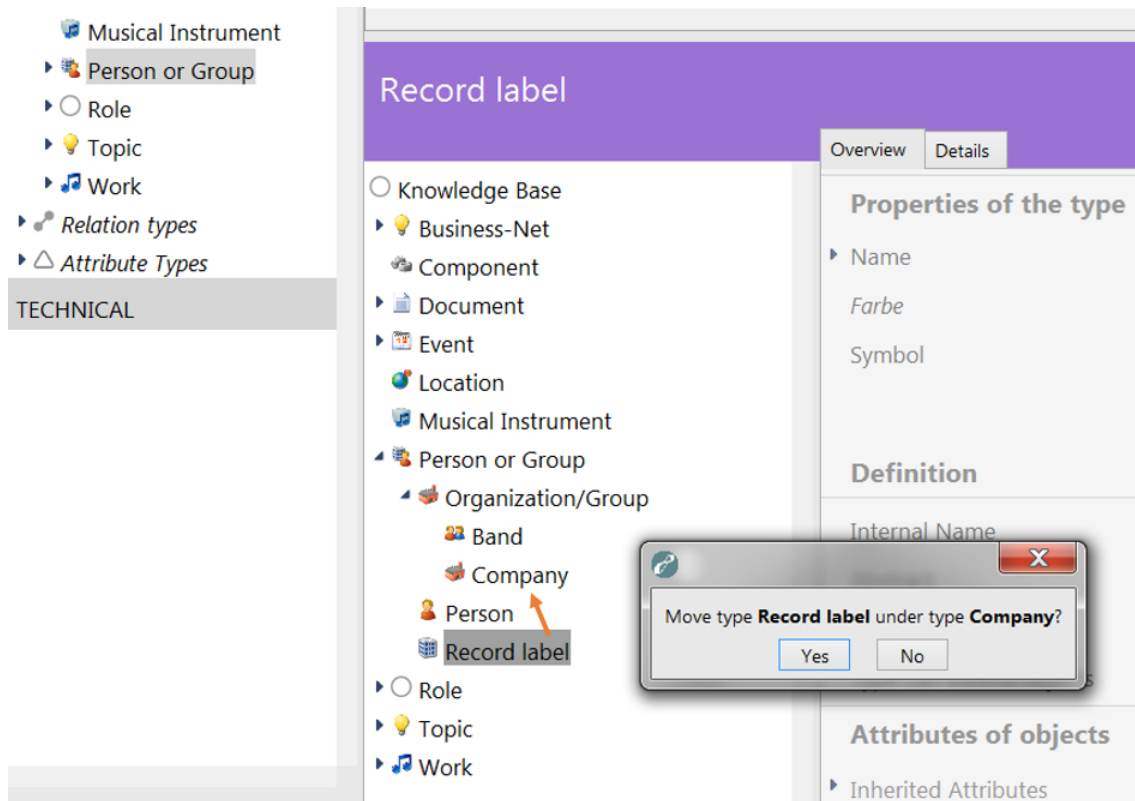 Musical Instrument
Person or Group
Role
Topic
Work
Relation types
Attribute Types
TECHNICAL
Record label
Overview
Details
Knowledge Base
Business-Net
Component
Document
Event
Location
Musical Instrument
Person or Group
Organization/Group
Band
Company
Person
Record label
Role
Topic
Work
Properties of the type
Name
Farbe
Symbol
Definition
Internal Name
Move type Record label under type Company?
Yes
No
Attributes of objects
Inherited Attributes